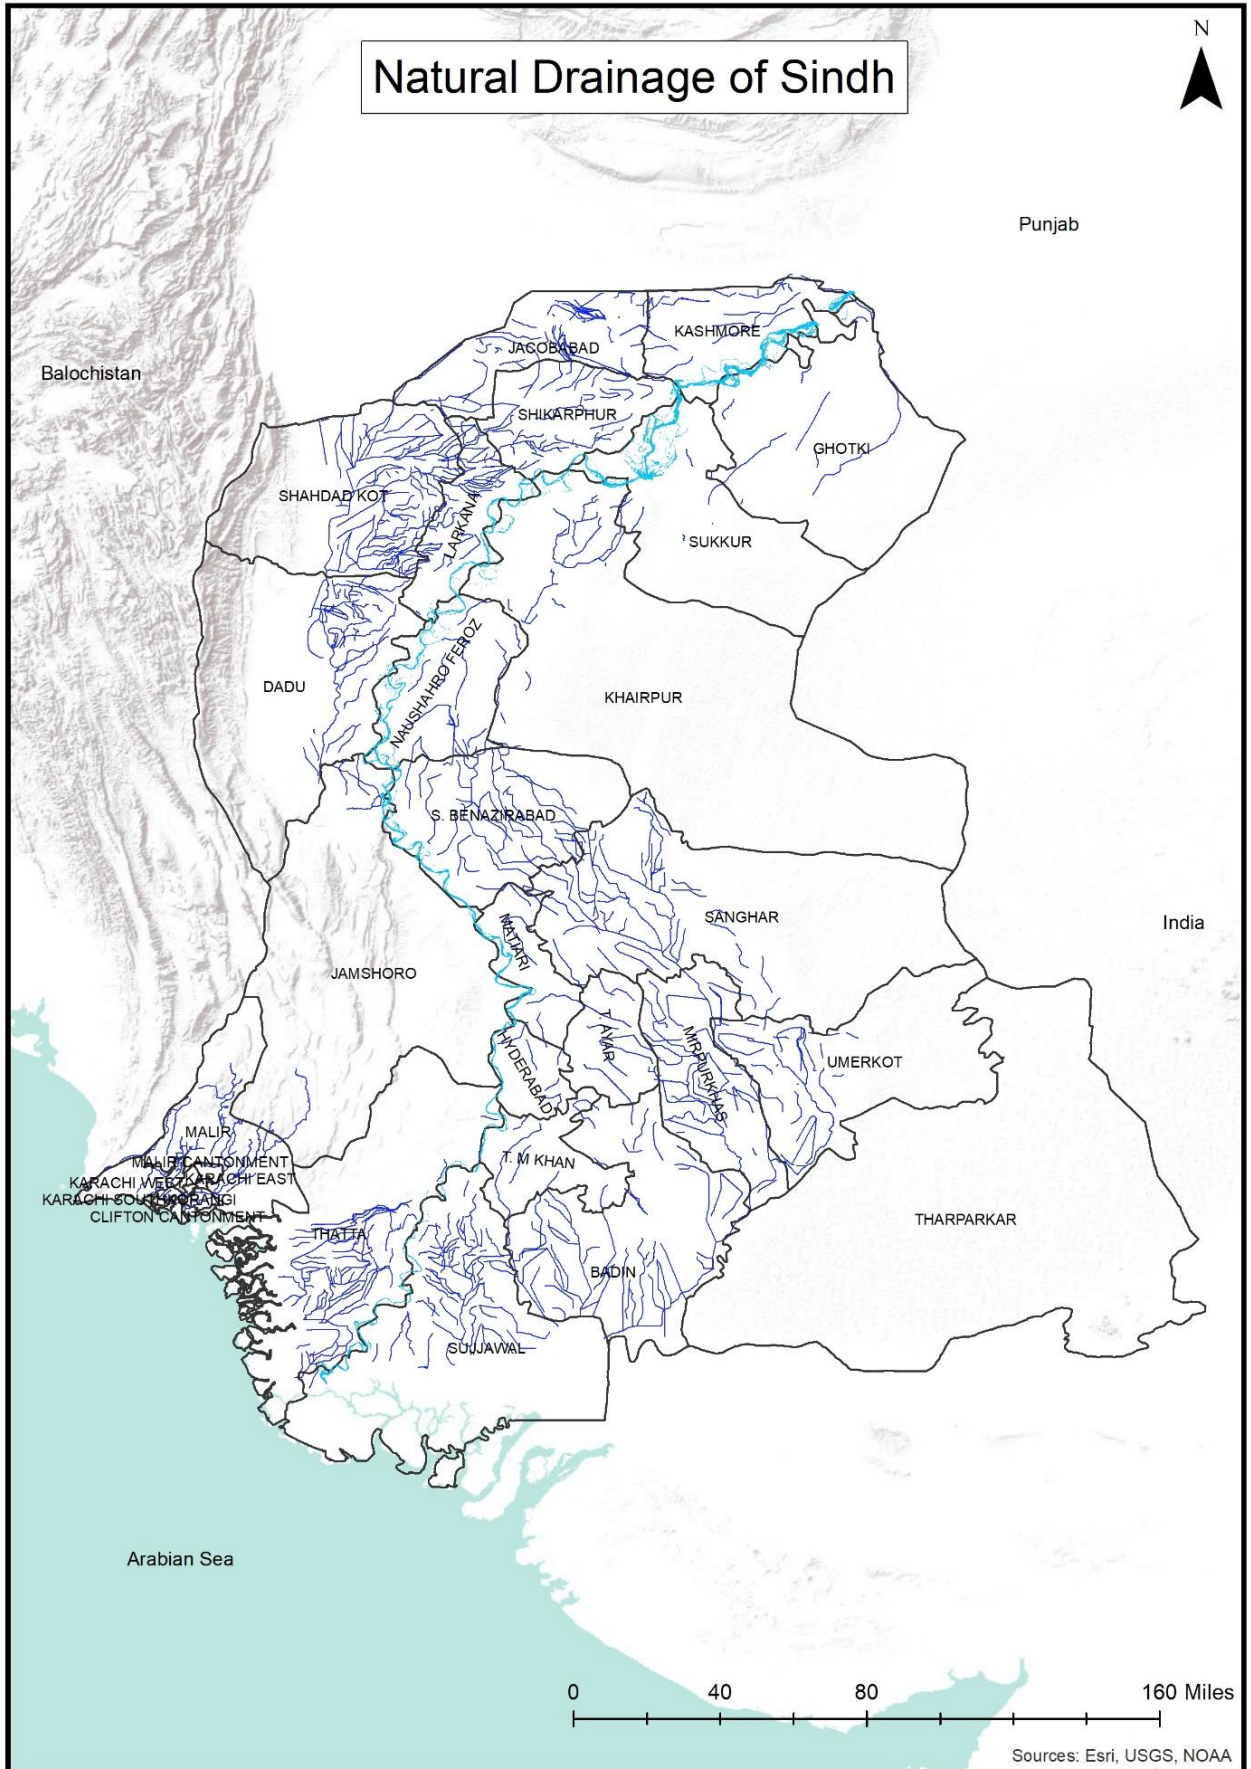 N
Natural Drainage of Sindh
Punjab
KASHMORE
JACOBABAD
Balochistan
SHIKARPHUR
GHOTKI
SHAHDAD KOT
LARKANA
SUKKUR
NAUSHAHRO FEROZ
DADU
KHAIRPUR
S. BENAZIRABAD
SANGHAR
India
MATIARI
JAMSHORO
T. AYAR
MIRPURKHAS
HYDERABAD
UMERKOT
MALIR
MALIR CANTONMENT
T. M KHAN
KARACHI WEST
KARACHI EAST
KARACHI SOUTH
KORANGI
CLIFTON CANTONMENT
THARPARKAR
THATTA
BADIN
SUJJAWAL
Arabian Sea
0 40 80 160 Miles
Sources: Esri, USGS, NOAA